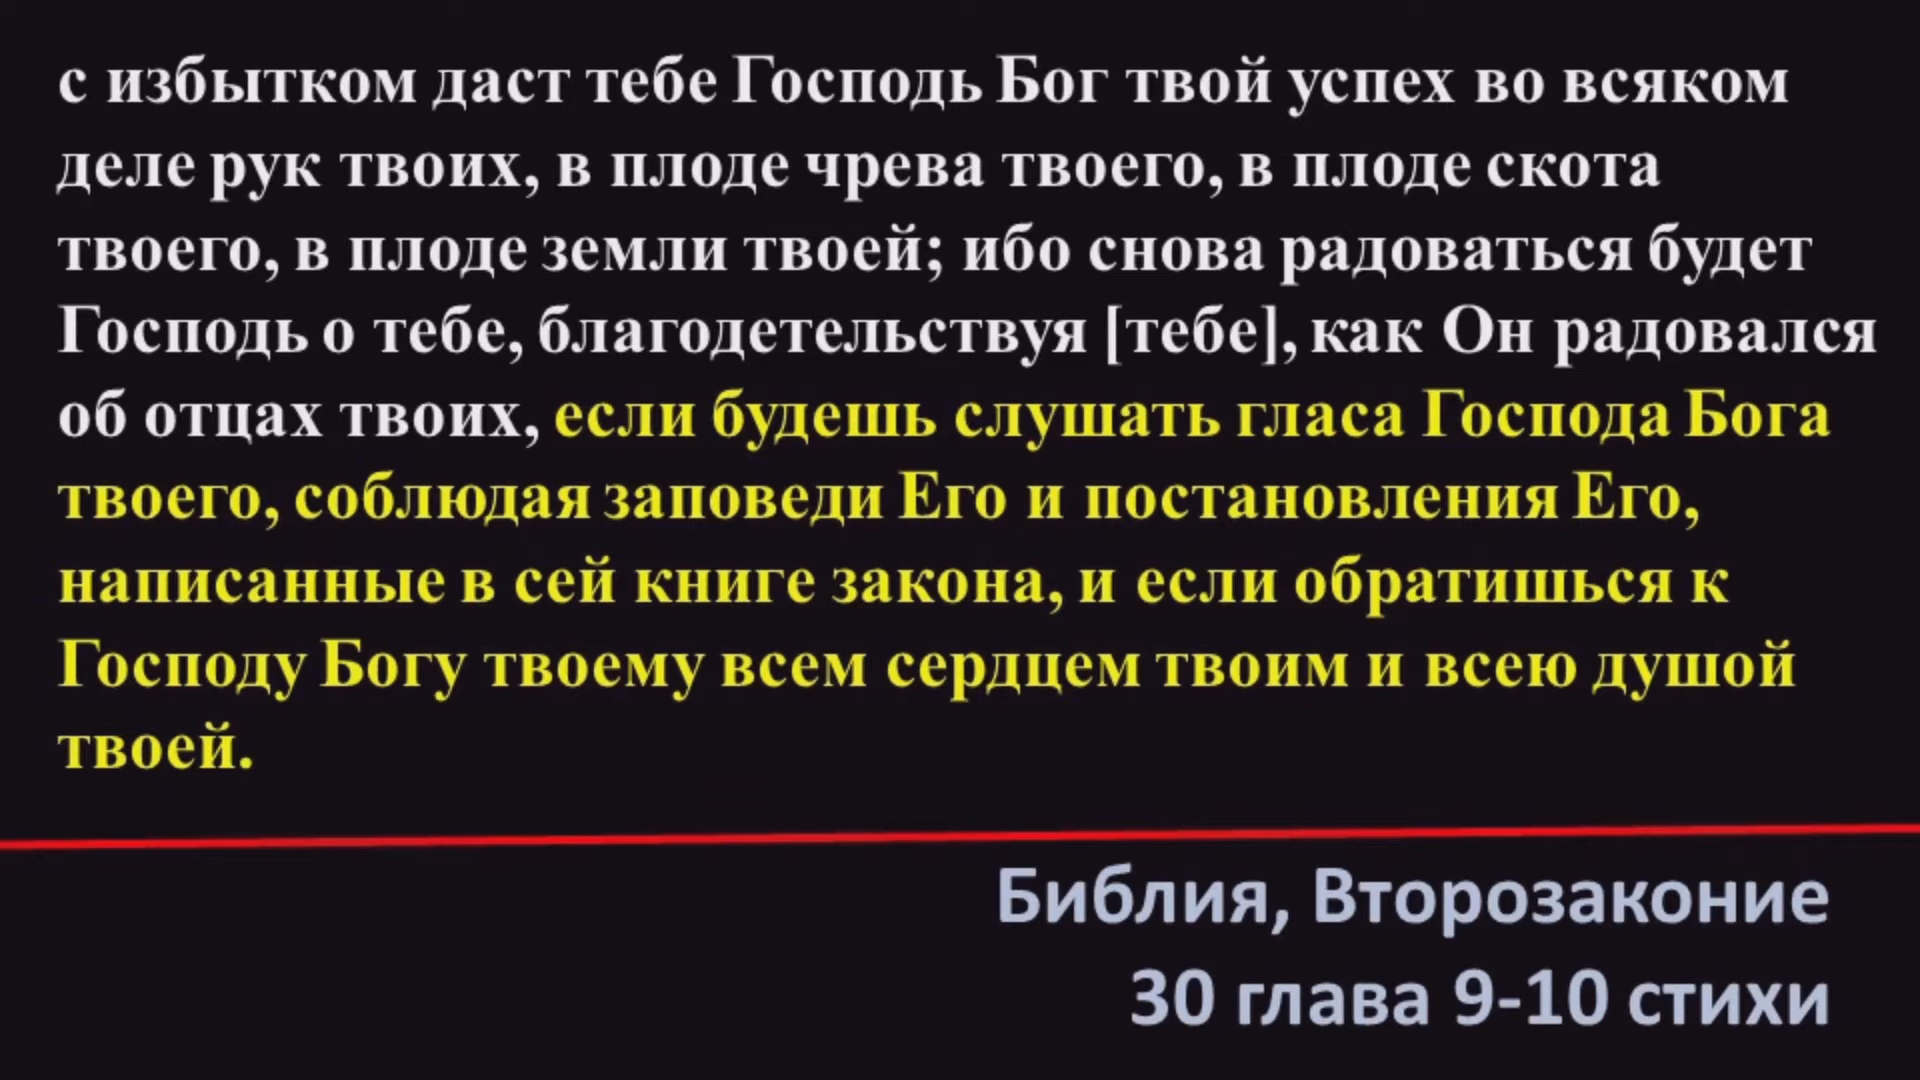 с избытком даст тебе Господь Бог твой успех во всяком
деле рук твоих, в плоде чрева твоего, в плоде скота
твоего, в плоде земли твоей; ибо снова радоваться будет
Господь о тебе, благодетельствуя [тебе], как Он радовался
об отцах твоих, если будешь слушать гласа Господа Бога
твоего, соблюдая заповеди Его и постановления Его,
написанные в сей книге закона, и если обратишься к
Господу Богу твоему всем сердцем твоим и всею душой
твоей.
Библия, Второзаконие
30 глава 9-10 стихи